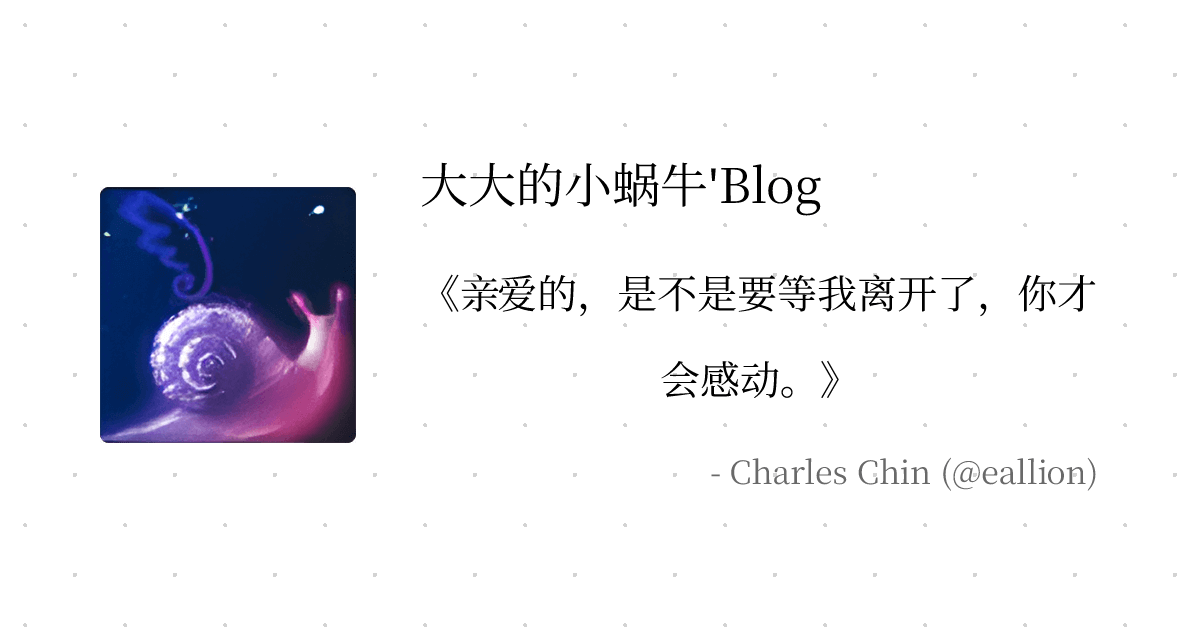 大大的小蜗牛'Blog
《亲爱的，是不是要等我离开了，你才
会感动。》
- Charles Chin (@eallion)